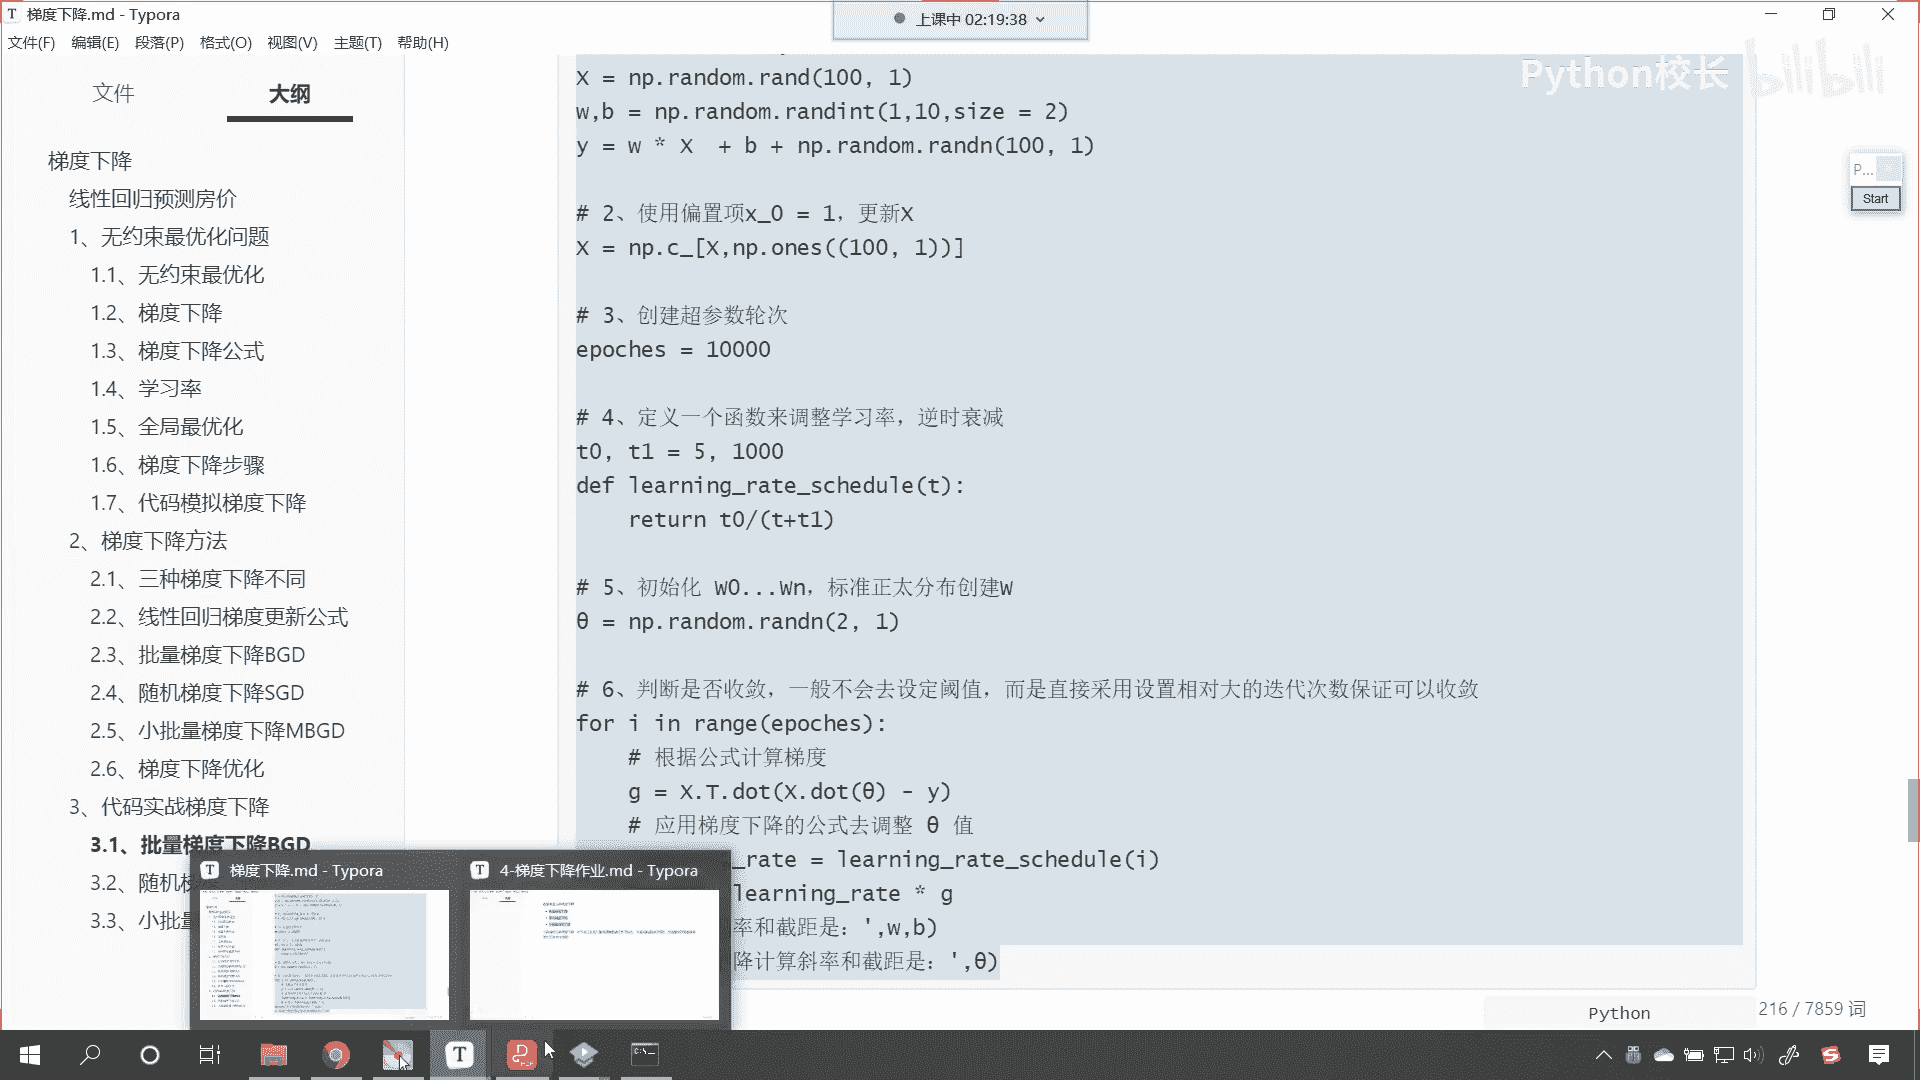 梯度下降.md - Typora
上课中 02:19:38
文件(F) 编辑(E) 段落(P) 格式(O) 视图(V) 主题(T) 帮助(H)
文件 大纲
梯度下降
线性回归预测房价
1、无约束最优化问题
1.1、无约束最优化
1.2、梯度下降
1.3、梯度下降公式
1.4、学习率
1.5、全局最优化
1.6、梯度下降步骤
1.7、代码模拟梯度下降
2、梯度下降方法
2.1、三种梯度下降不同
2.2、线性回归梯度更新公式
2.3、批量梯度下降BGD
2.4、随机梯度下降SGD
2.5、小批量梯度下降MBGD
2.6、梯度下降优化
3、代码实战梯度下降
3.1、批量梯度下降BGD
3.2、随机梯
3.3、小批量
X = np.random.rand(100, 1)
w,b = np.random.randint(1,10,size = 2)
y = w * X  + b + np.random.randn(100, 1)
# 2、使用偏置项x_0 = 1，更新X
X = np.c_[X,np.ones((100, 1))]
# 3、创建超参数轮次
epoches = 10000
# 4、定义一个函数来调整学习率，逆时衰减
t0, t1 = 5, 1000
def learning_rate_schedule(t):
    return t0/(t+t1)
# 5、初始化 W0...Wn，标准正太分布创建W
θ = np.random.randn(2, 1)
# 6、判断是否收敛，一般不会去设定阈值，而是直接采用设置相对大的迭代次数保证可以收敛
for i in range(epoches):
    # 根据公式计算梯度
    g = X.T.dot(X.dot(θ) - y)
    # 应用梯度下降的公式去调整 θ 值
_rate = learning_rate_schedule(i)
learning_rate * g
率和截距是：',w,b)
降计算斜率和截距是：',θ)
Python校长 bilibili
P...
Start
梯度下降.md - Typora
4-梯度下降作业.md - Typora
Python
216 / 7859 词